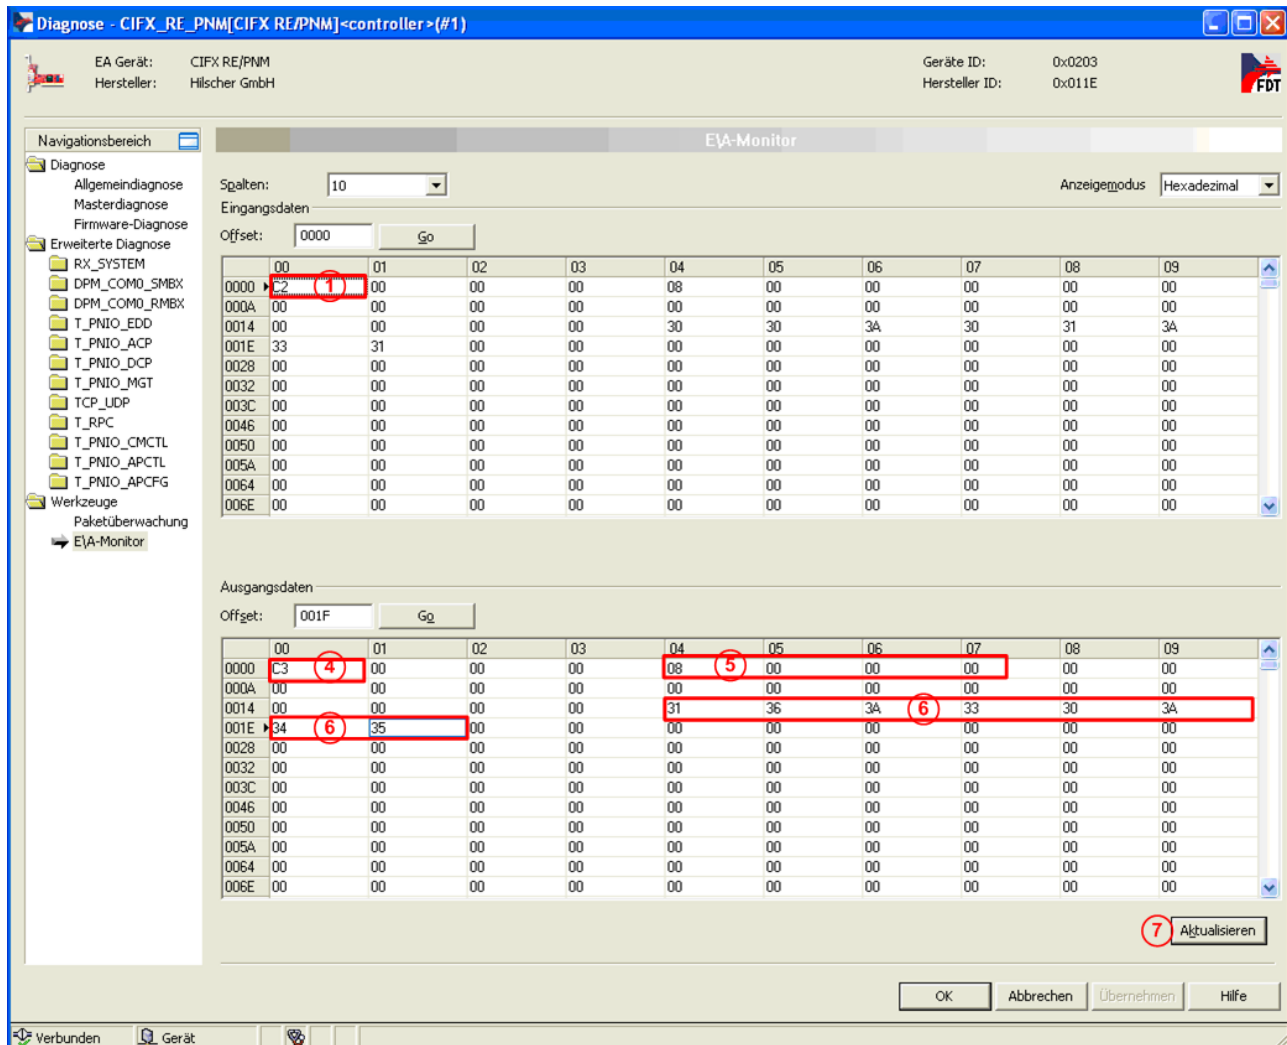 Diagnose - CIFX_RE_PNM[CIFX RE/PNM]<controller>(#1)
EA Gerät: CIFX RE/PNM Geräte ID: 0x0203
Hersteller: Hilscher GmbH Hersteller ID: 0x011E
FDT
Navigationsbereich
Diagnose
Allgemeindiagnose
Masterdiagnose
Firmware-Diagnose
Erweiterte Diagnose
RX_SYSTEM
DPM_COM0_SMBX
DPM_COM0_RMBX
T_PNIO_EDD
T_PNIO_ACP
T_PNIO_DCP
T_PNIO_MGT
TCP_UDP
T_RPC
T_PNIO_CMCTL
T_PNIO_APCTL
T_PNIO_APCFG
Werkzeuge
Paketüberwachung
E\A-Monitor
E\A-Monitor
Spalten: 10 Anzeigemodus Hexadezimal
Eingangsdaten
Offset: 0000 Go
00 01 02 03 04 05 06 07 08 09
0000 C2 1 00 00 00 08 00 00 00 00 00
000A 00 00 00 00 00 00 00 00 00 00
0014 00 00 00 00 30 30 3A 30 31 3A
001E 33 31 00 00 00 00 00 00 00 00
0028 00 00 00 00 00 00 00 00 00 00
0032 00 00 00 00 00 00 00 00 00 00
003C 00 00 00 00 00 00 00 00 00 00
0046 00 00 00 00 00 00 00 00 00 00
0050 00 00 00 00 00 00 00 00 00 00
005A 00 00 00 00 00 00 00 00 00 00
0064 00 00 00 00 00 00 00 00 00 00
006E 00 00 00 00 00 00 00 00 00 00
Ausgangsdaten
Offset: 001F Go
00 01 02 03 04 05 06 07 08 09
0000 C3 4 00 00 00 08 5 00 00 00 00 00
000A 00 00 00 00 00 00 00 00 00 00
0014 00 00 00 00 31 36 3A 6 33 30 3A
001E 34 6 35 00 00 00 00 00 00 00 00
0028 00 00 00 00 00 00 00 00 00 00
0032 00 00 00 00 00 00 00 00 00 00
003C 00 00 00 00 00 00 00 00 00 00
0046 00 00 00 00 00 00 00 00 00 00
0050 00 00 00 00 00 00 00 00 00 00
005A 00 00 00 00 00 00 00 00 00 00
0064 00 00 00 00 00 00 00 00 00 00
006E 00 00 00 00 00 00 00 00 00 00
7 Aktualisieren
OK Abbrechen Übernehmen Hilfe
Verbunden Gerät